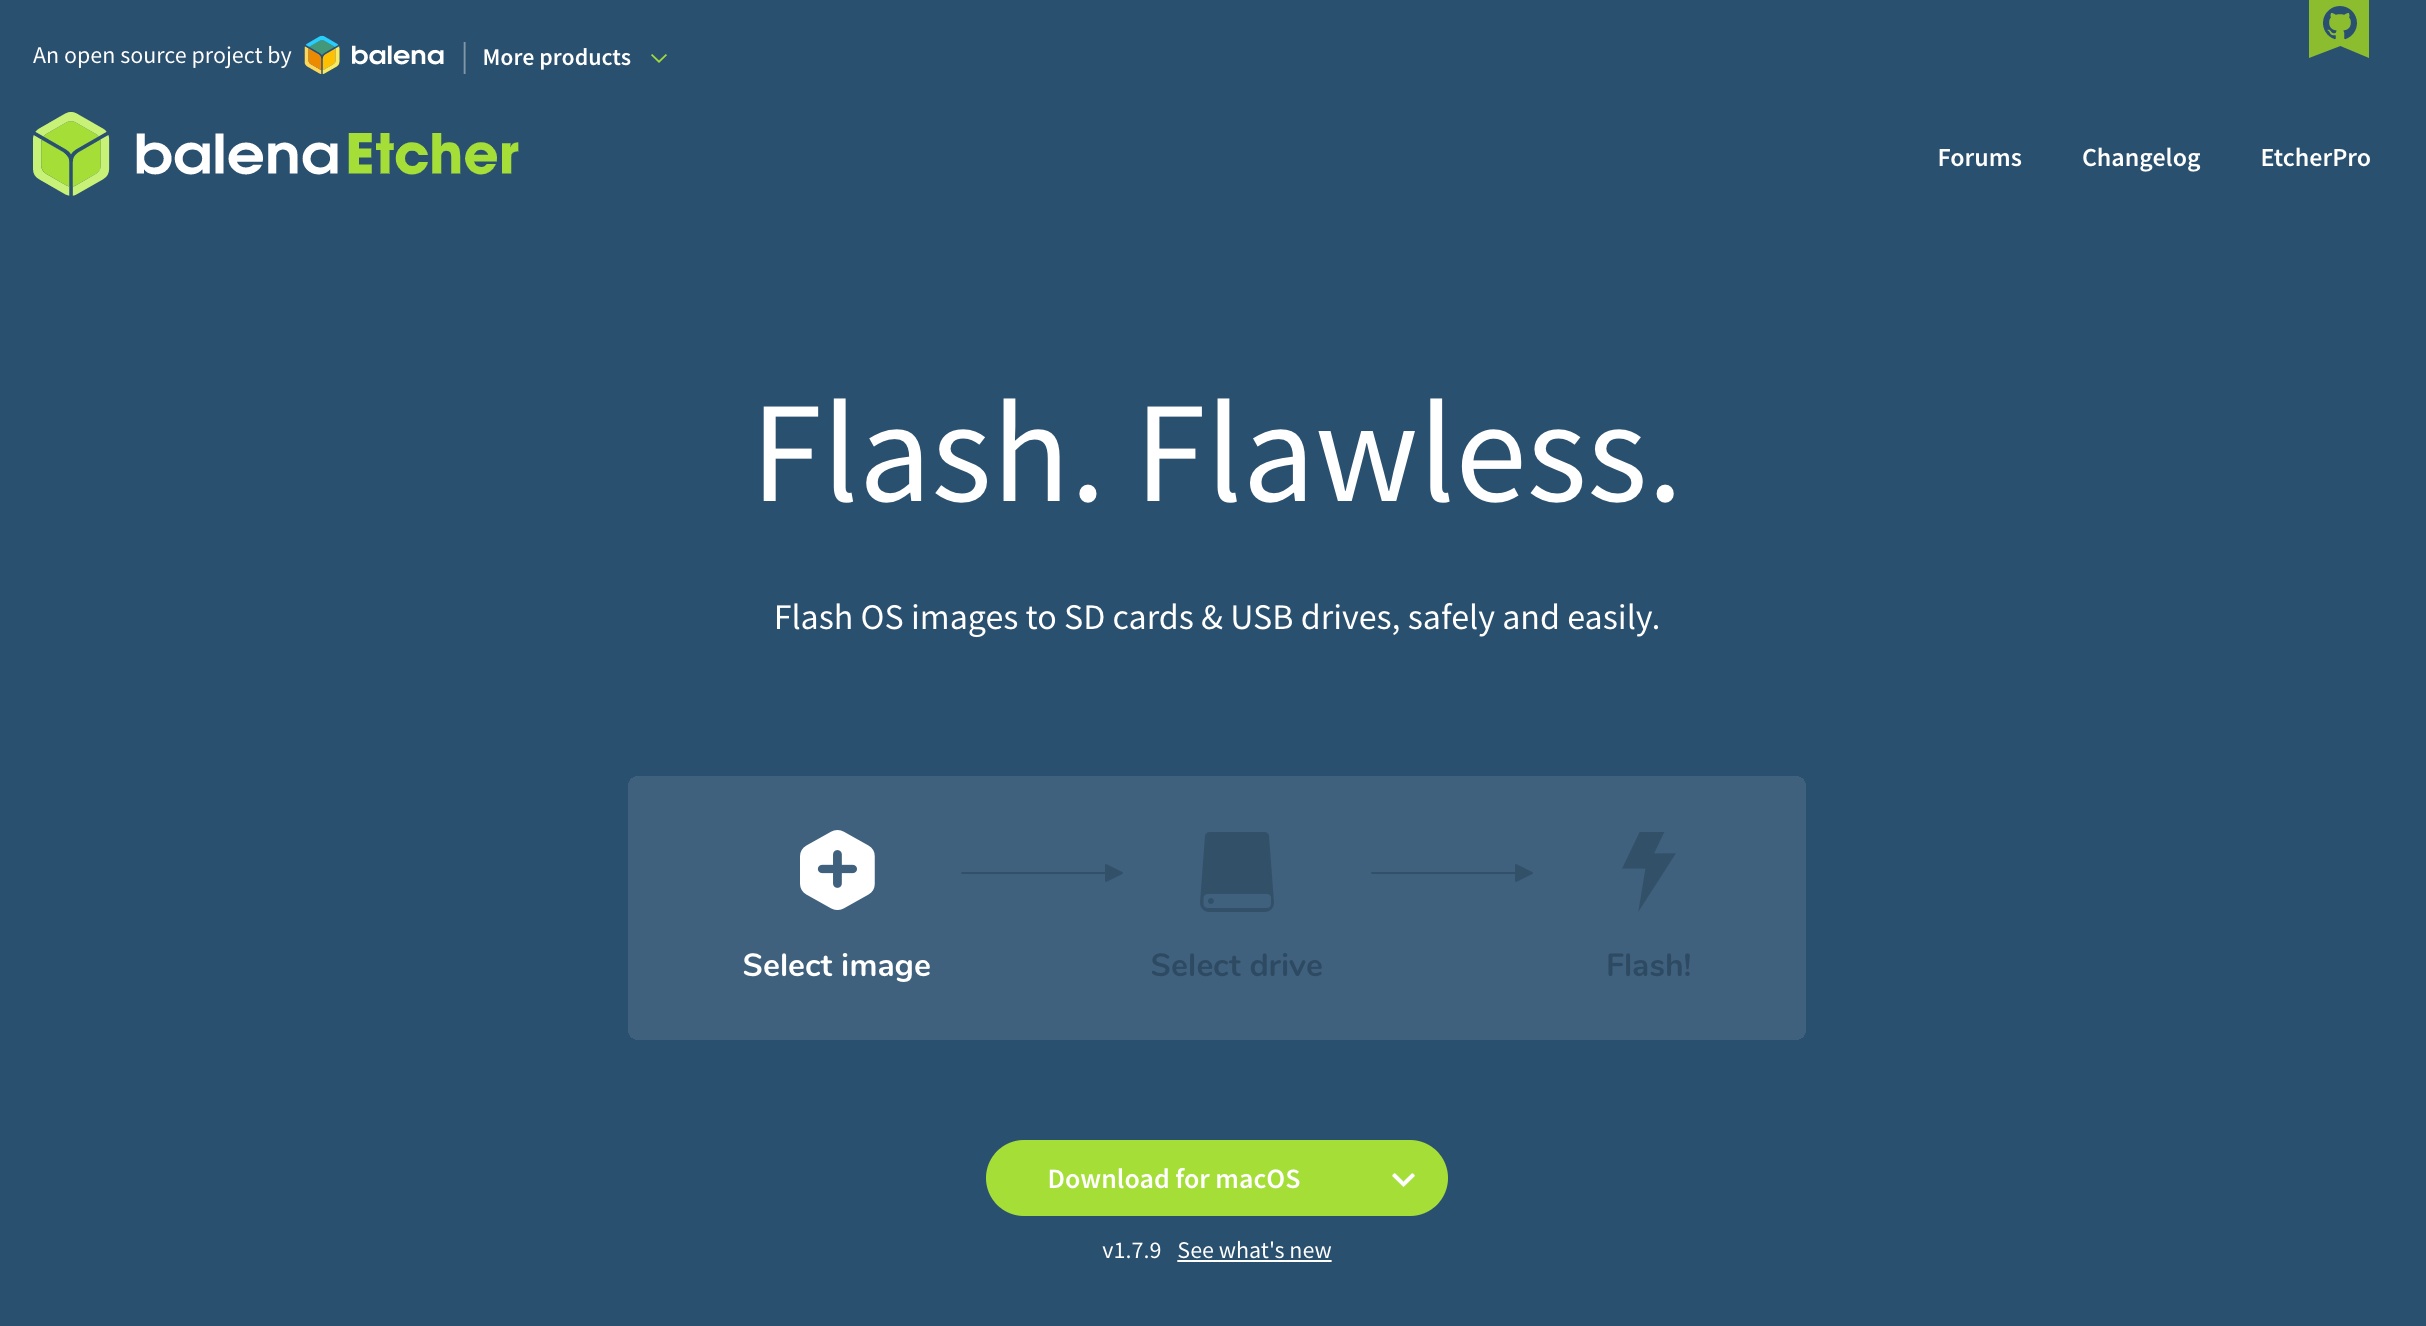 An open source project by balena More products
balenaEtcher
Forums Changelog EtcherPro
Flash. Flawless.
Flash OS images to SD cards & USB drives, safely and easily.
Select image Select drive Flash!
Download for macOS
v1.7.9 See what's new